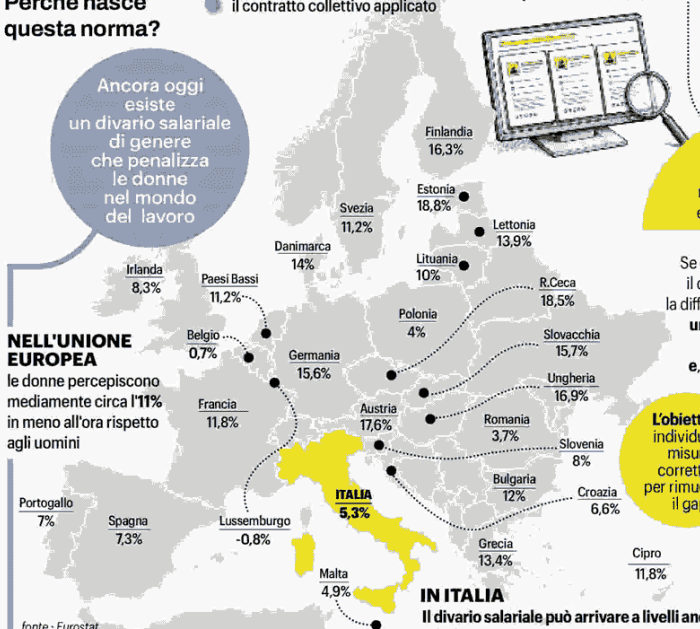 Perché nasce
questa norma?
il contratto collettivo applicato
Ancora oggi
esiste
un divario salariale
di genere
che penalizza
le donne
nel mondo
del lavoro
Finlandia
16,3%
Estonia
18,8%
Svezia
11,2%
Lettonia
13,9%
Danimarca
14%
Lituania
10%
Irlanda
8,3%
Paesi Bassi
11,2%
R.Ceca
18,5%
Polonia
4%
Belgio
0,7%
Slovacchia
15,7%
Germania
15,6%
Ungheria
16,9%
NELL'UNIONE
EUROPEA
le donne percepiscono
mediamente circa l'11%
in meno all'ora rispetto
agli uomini
Francia
11,8%
Austria
17,6%
Romania
3,7%
Slovenia
8%
Bulgaria
12%
Croazia
6,6%
ITALIA
5,3%
Portogallo
7%
Spagna
7,3%
Lussemburgo
-0,8%
Grecia
13,4%
Cipro
11,8%
Malta
4,9%
IN ITALIA
Il divario salariale può arrivare a livelli
fonte - Eurostat
Se
il
la
e,
L'obiett
individ
misu
corrett
per rimu
il ga